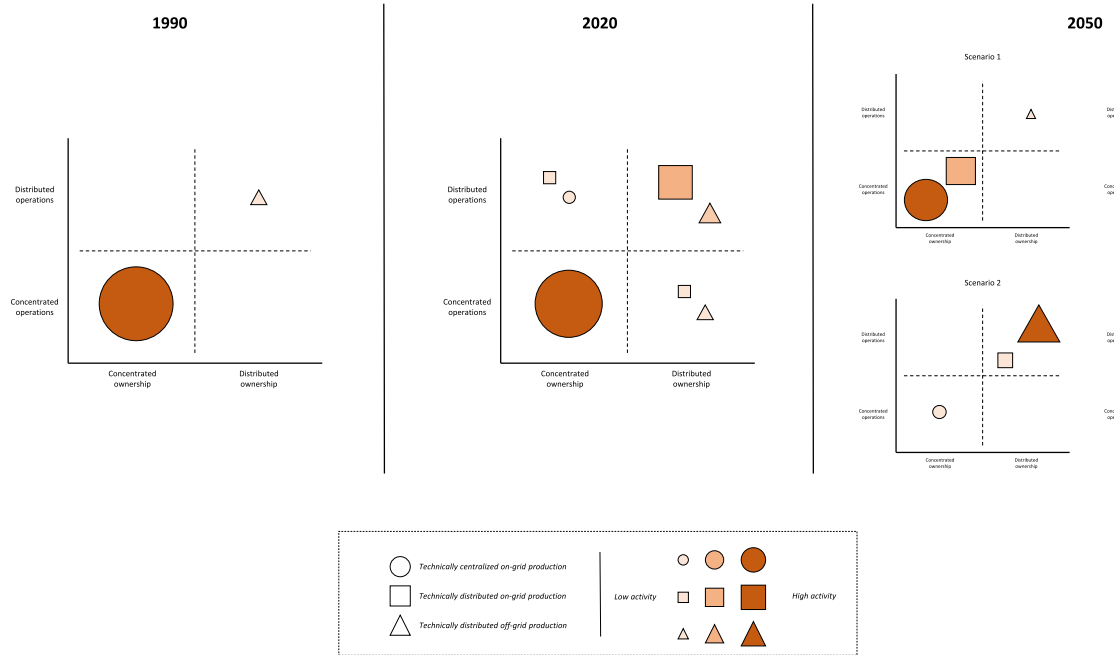 1990
2020
2050
Scenario 1
Distributed
operations
Concentrated
operations
Concentrated
ownership
Distributed
ownership
Distributed
operations
Concentrated
operations
Concentrated
ownership
Distributed
ownership
Distributed
operations
Concentrated
operations
Concentrated
ownership
Distributed
ownership
Scenario 2
Distributed
operations
Concentrated
operations
Concentrated
ownership
Distributed
ownership
Technically centralized on-grid production
Technically distributed on-grid production
Technically distributed off-grid production
Low activity
High activity